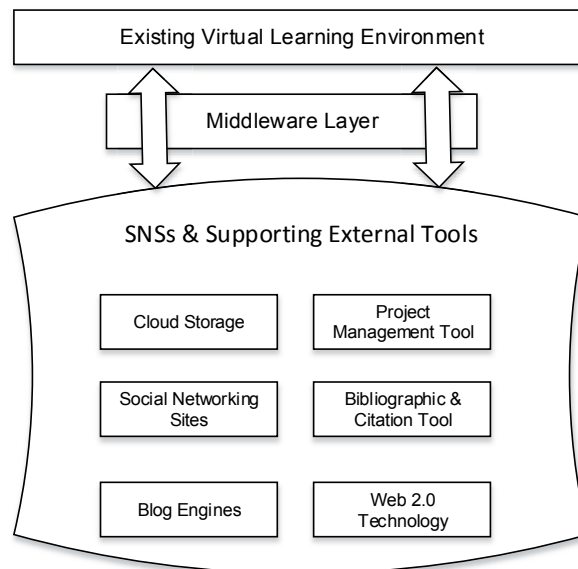 Existing Virtual Learning Environment
Middleware Layer
SNSs & Supporting External Tools
Cloud Storage
Project
Management Tool
Social Networking
Sites
Bibliographic &
Citation Tool
Blog Engines
Web 2.0
Technology